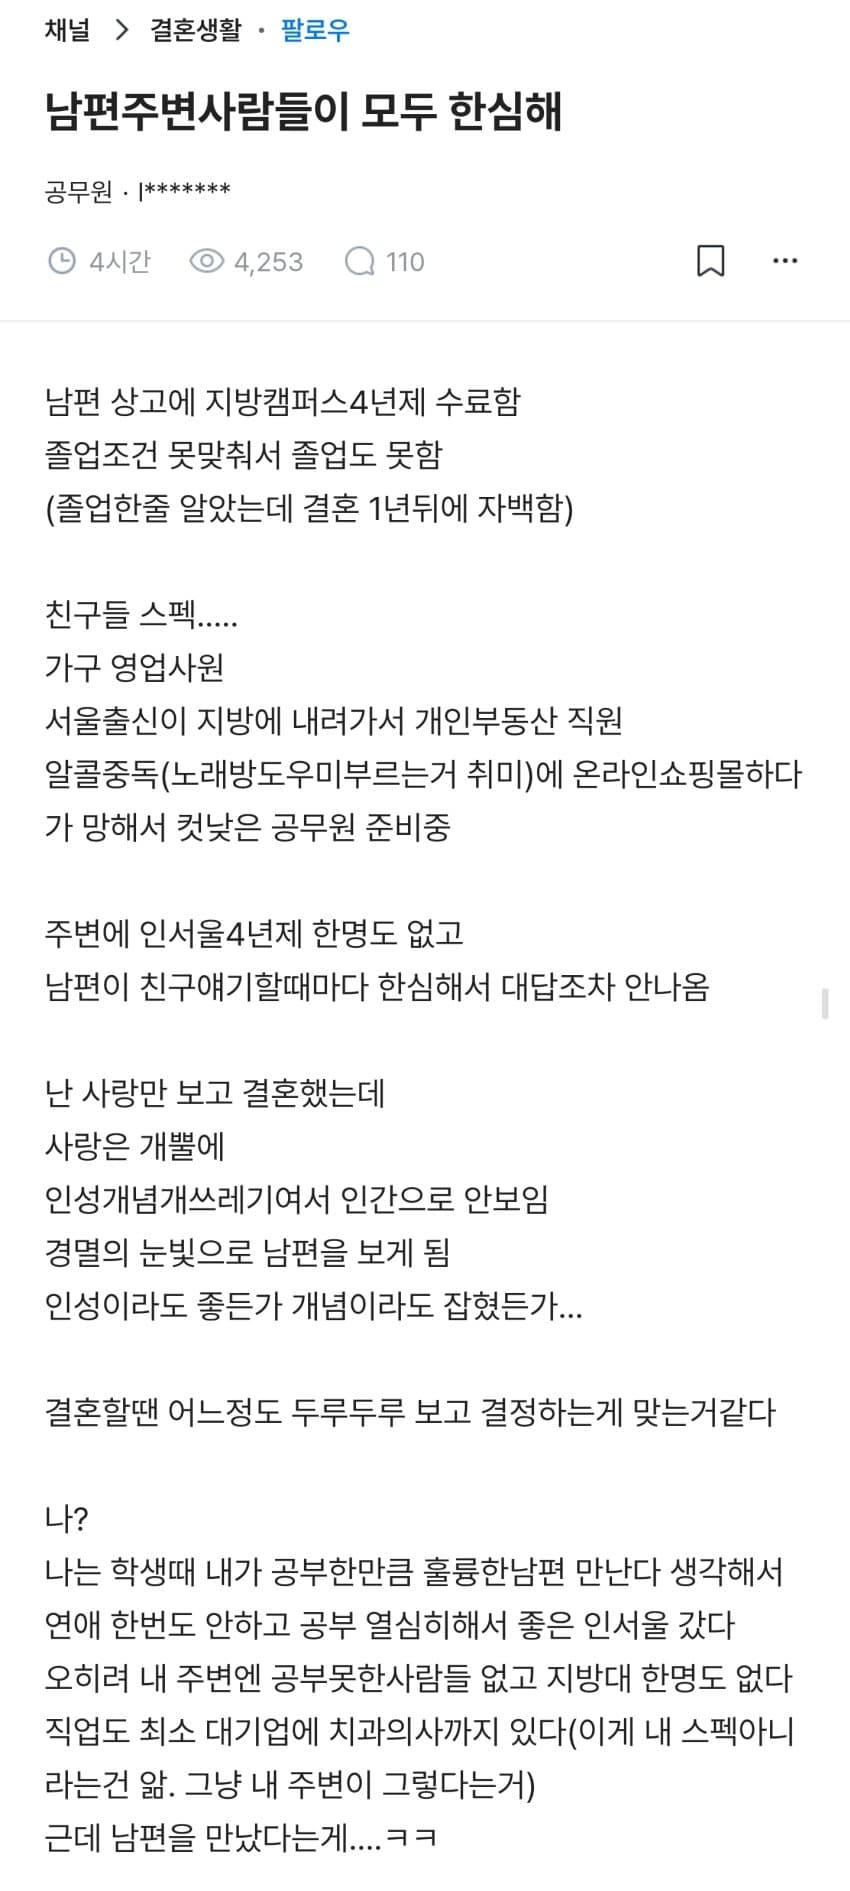 채널 > 결혼생활 · 팔로우
남편주변사람들이 모두 한심해
공무원 · l*******
4시간 4,253 110
남편 상고에 지방캠퍼스4년제 수료함
졸업조건 못맞춰서 졸업도 못함
(졸업한줄 알았는데 결혼 1년뒤에 자백함)
친구들 스펙.....
가구 영업사원
서울출신이 지방에 내려가서 개인부동산 직원
알콜중독(노래방도우미부르는거 취미)에 온라인쇼핑몰하다
가 망해서 컷낮은 공무원 준비중
주변에 인서울4년제 한명도 없고
남편이 친구얘기할때마다 한심해서 대답조차 안나옴
난 사랑만 보고 결혼했는데
사랑은 개뿔에
인성개념개쓰레기여서 인간으로 안보임
경멸의 눈빛으로 남편을 보게 됨
인성이라도 좋든가 개념이라도 잡혔든가...
결혼할땐 어느정도 두루두루 보고 결정하는게 맞는거같다
나?
나는 학생때 내가 공부한만큼 훌륭한남편 만난다 생각해서
연애 한번도 안하고 공부 열심히해서 좋은 인서울 갔다
오히려 내 주변엔 공부못한사람들 없고 지방대 한명도 없다
직업도 최소 대기업에 치과의사까지 있다(이게 내 스펙아니
라는건 앎. 그냥 내 주변이 그렇다는거)
근데 남편을 만났다는게....ㅋㅋ